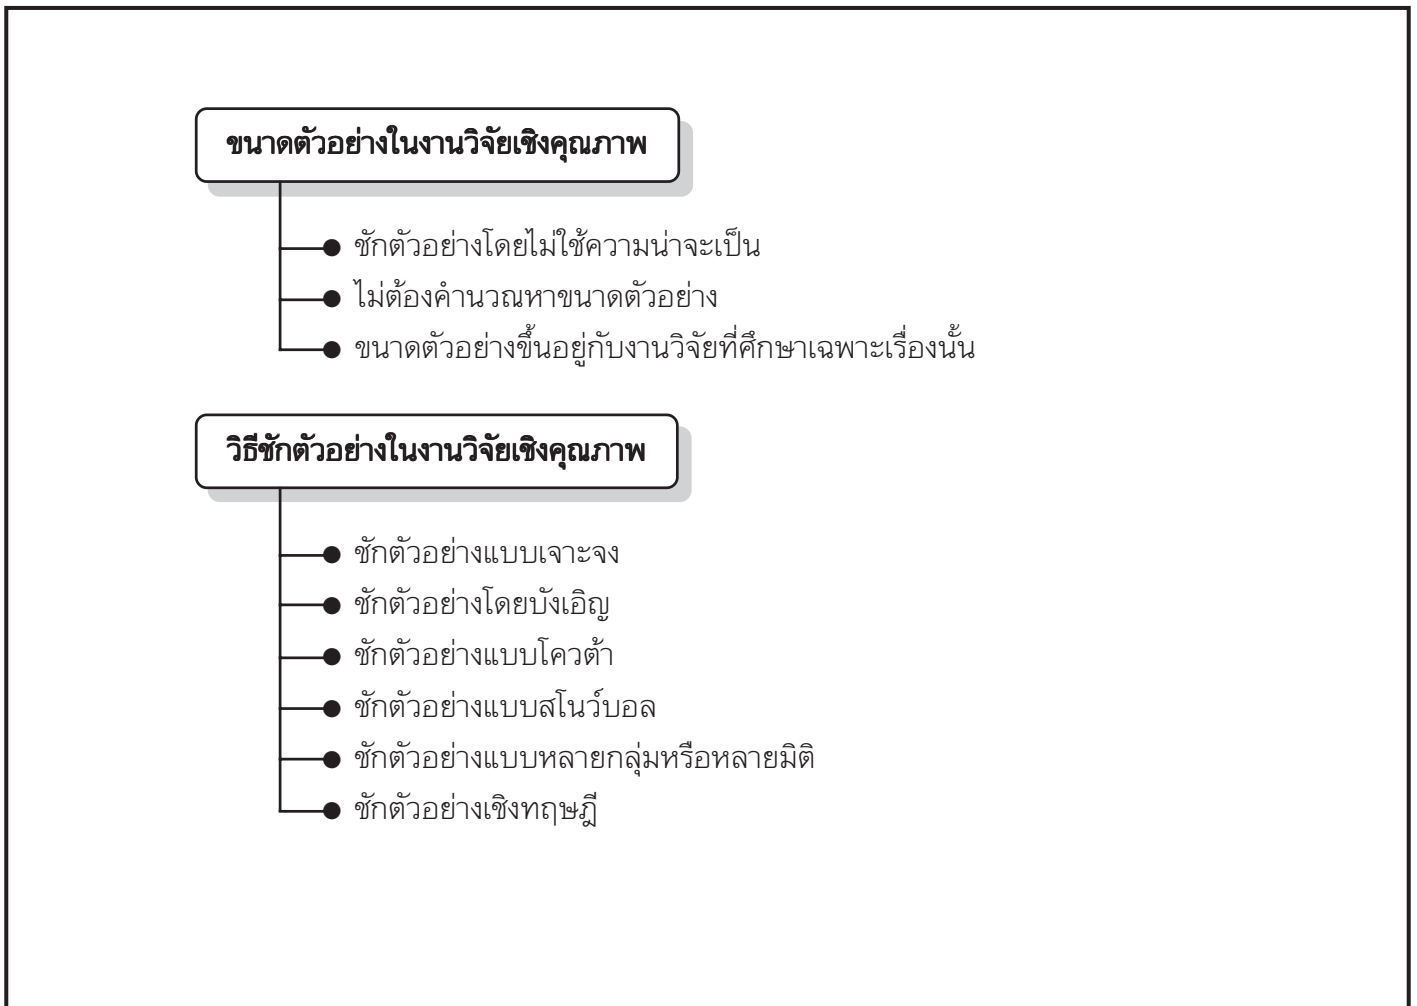 ขนาดตัวอย่างในงานวิจัยเชิงคุณภาพ
ชักตัวอย่างโดยไม่ใช้ความน่าจะเป็น
ไม่ต้องคำนวณหาขนาดตัวอย่าง
ขนาดตัวอย่างขึ้นอยู่กับงานวิจัยที่ศึกษาเฉพาะเรื่องนั้น
วิธีชักตัวอย่างในงานวิจัยเชิงคุณภาพ
ชักตัวอย่างแบบเจาะจง
ชักตัวอย่างโดยบังเอิญ
ชักตัวอย่างแบบโควต้า
ชักตัวอย่างแบบสโนว์บอล
ชักตัวอย่างแบบหลายกลุ่มหรือหลายมิติ
ชักตัวอย่างเชิงทฤษฎี